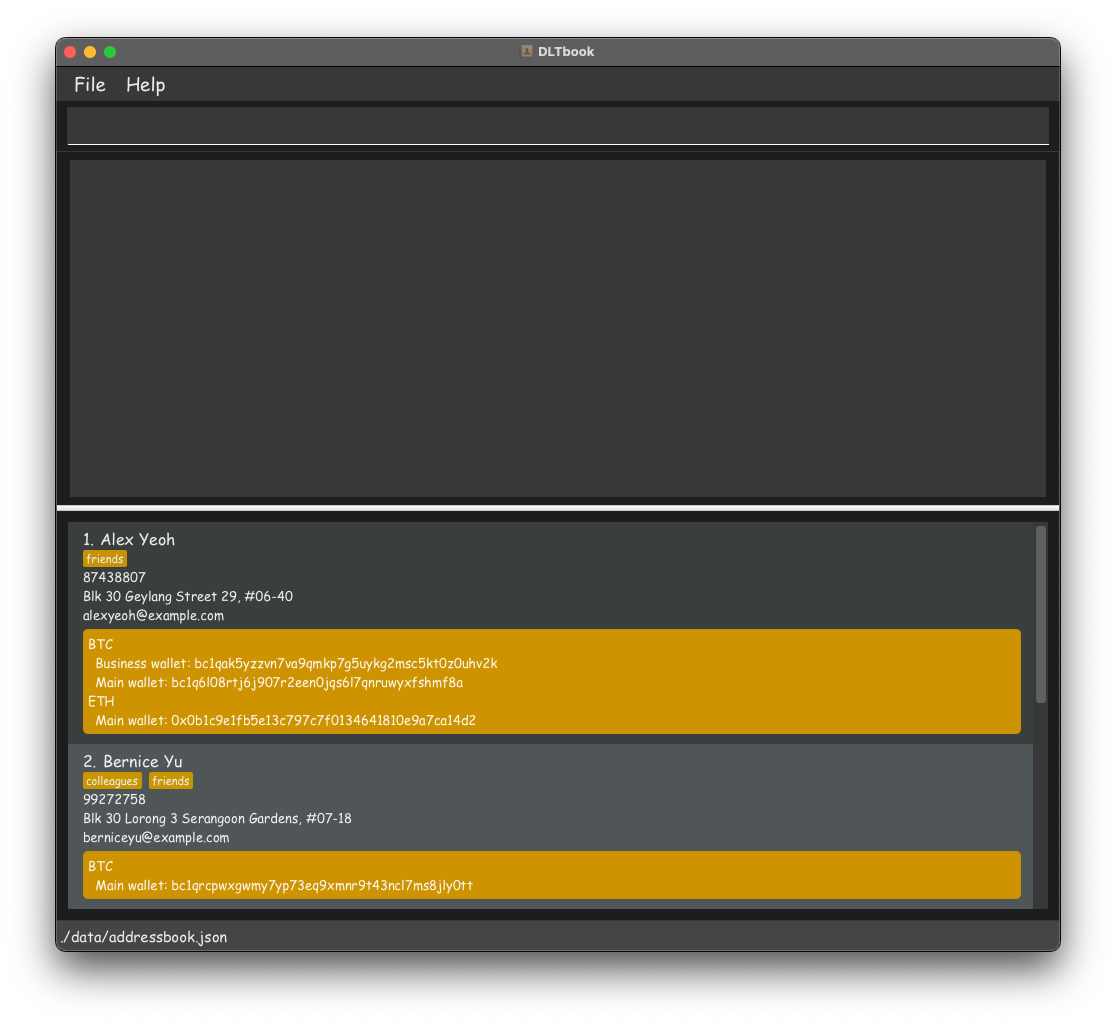 DLTbook
File Help
1. Alex Yeoh
friends
87438807
Blk 30 Geylang Street 29, #06-40
alexyeoh@example.com
BTC
Business wallet: bc1qak5yzzvn7va9qmkp7g5uykg2msc5kt0z0uhv2k
Main wallet: bc1q6l08rtj6j907r2een0jqs6l7qnruwyxfshmf8a
ETH
Main wallet: 0x0b1c9e1fb5e13c797c7f0134641810e9a7ca14d2
2. Bernice Yu
colleagues friends
99272758
Blk 30 Lorong 3 Serangoon Gardens, #07-18
berniceyu@example.com
BTC
Main wallet: bc1qrcpwxgwmy7yp73eq9xmnr9t43ncl7ms8jly0tt
./data/addressbook.json